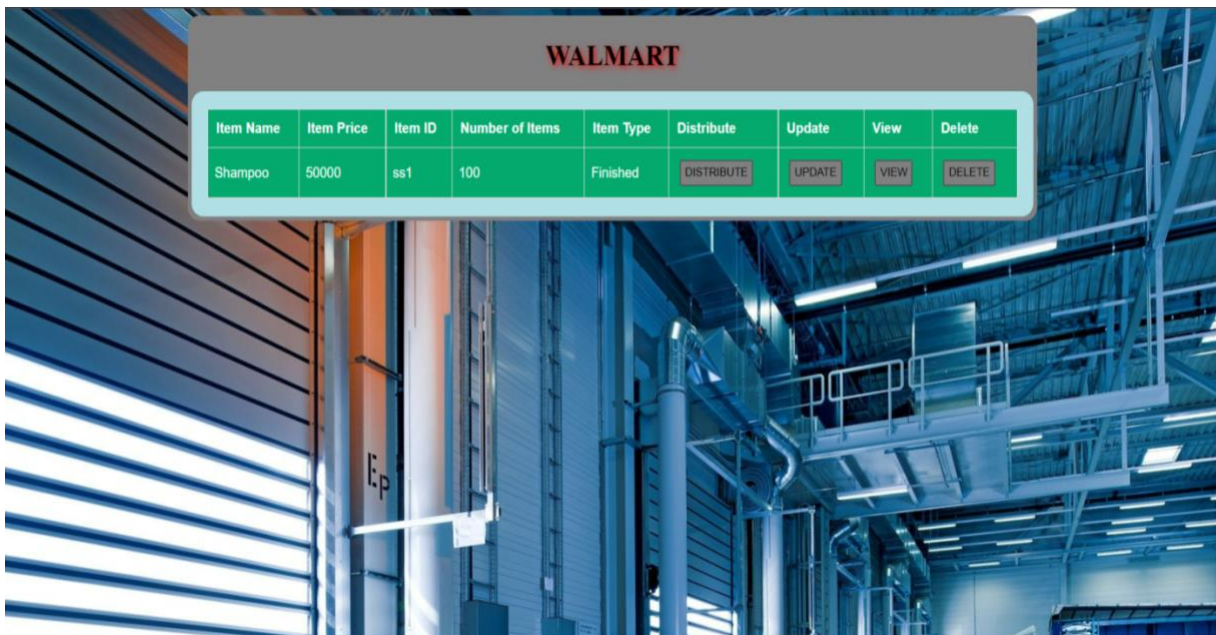 WALMART
Item Name Item Price Item ID Number of Items Item Type Distribute Update View Delete
Shampoo 50000 ss1 100 Finished DISTRIBUTE UPDATE VIEW DELETE
Ep